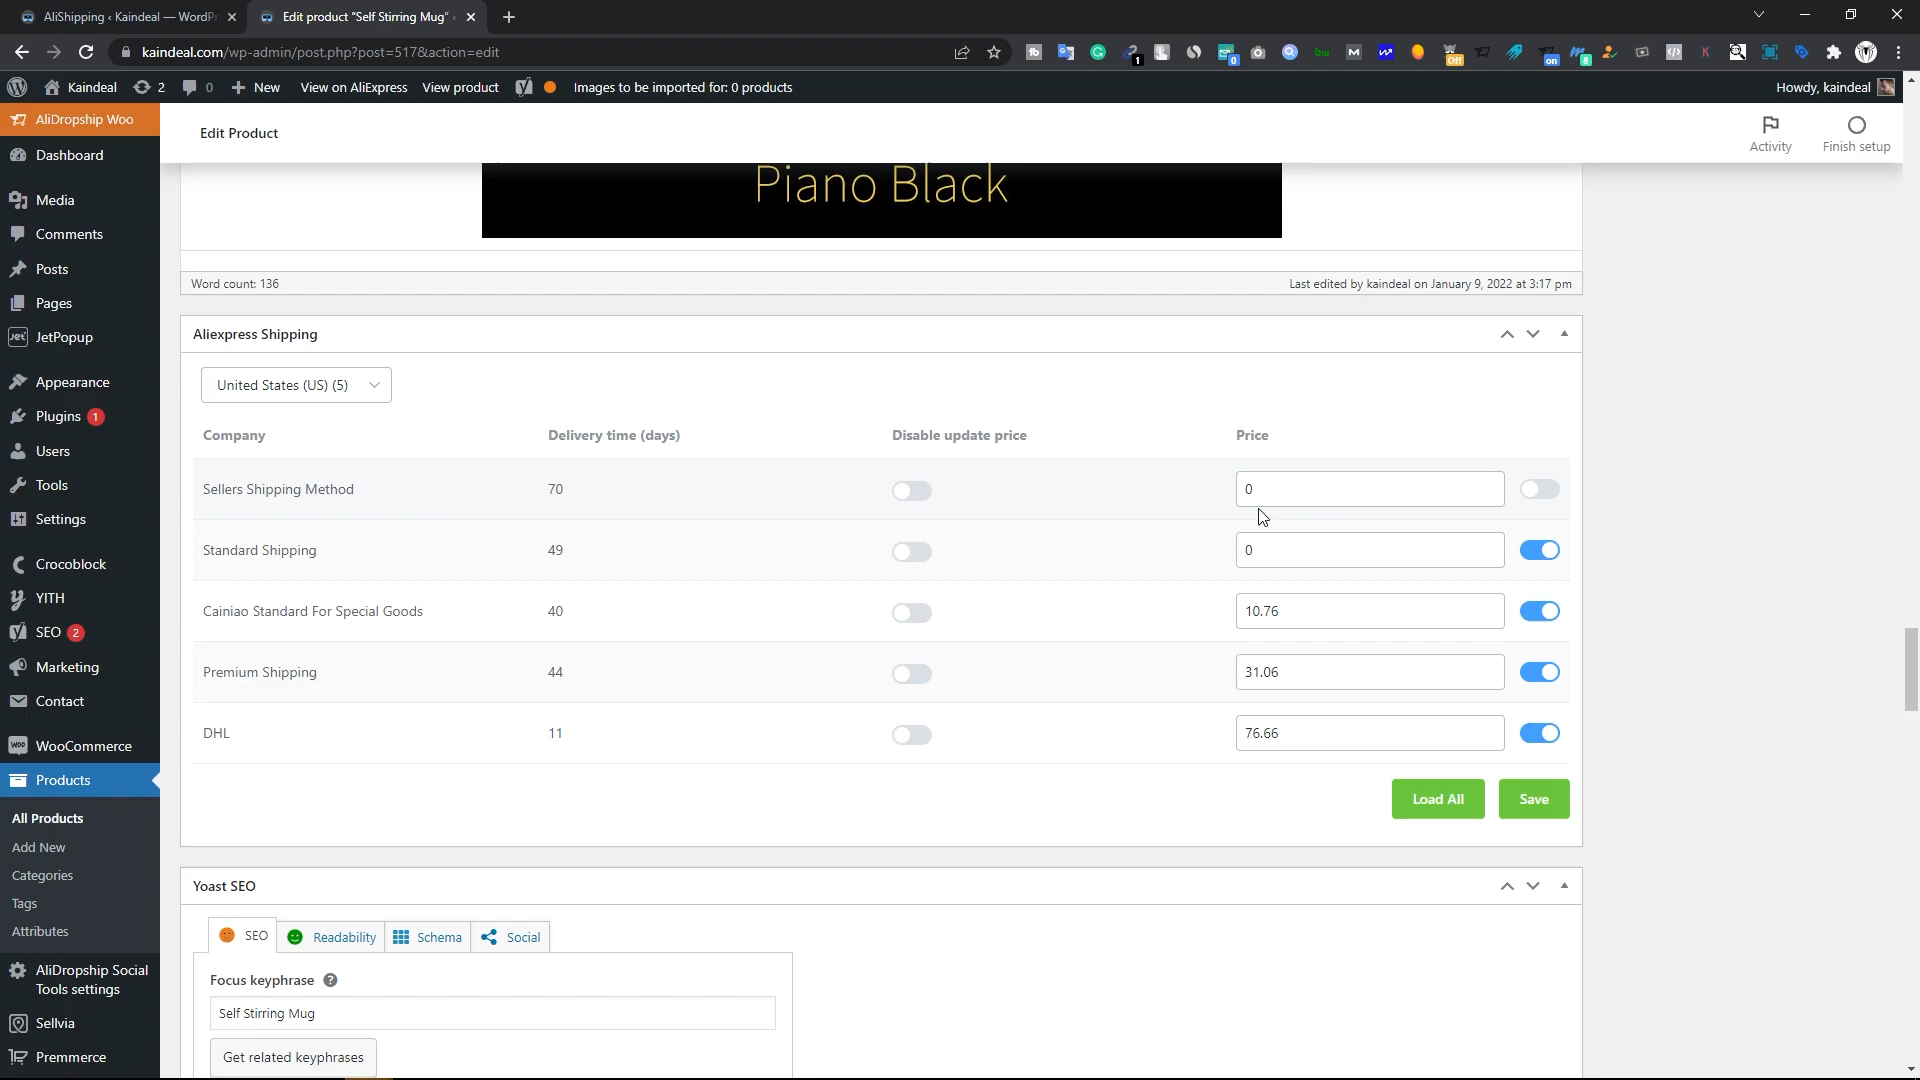 AliShipping ‹ Kaindeal — WordPr
Edit product "Self Stirring Mug" ‹
kaindeal.com/wp-admin/post.php?post=517&action=edit
Kaindeal
2
0
New
View on AliExpress
View product
Images to be imported for: 0 products
Howdy, kaindeal
AliDropship Woo
Dashboard
Media
Comments
Posts
Pages
JetPopup
Appearance
Plugins 1
Users
Tools
Settings
Crocoblock
YITH
SEO 2
Marketing
Contact
WooCommerce
Products
All Products
Add New
Categories
Tags
Attributes
AliDropship Social
Tools settings
Sellvia
Premmerce
Edit Product
Activity
Finish setup
Piano Black
Word count: 136
Last edited by kaindeal on January 9, 2022 at 3:17 pm
Aliexpress Shipping
United States (US) (5)
Company Delivery time (days) Disable update price Price
Sellers Shipping Method 70 0
Standard Shipping 49 0
Cainiao Standard For Special Goods 40 10.76
Premium Shipping 44 31.06
DHL 11 76.66
Load All
Save
Yoast SEO
SEO
Readability
Schema
Social
Focus keyphrase
Self Stirring Mug
Get related keyphrases